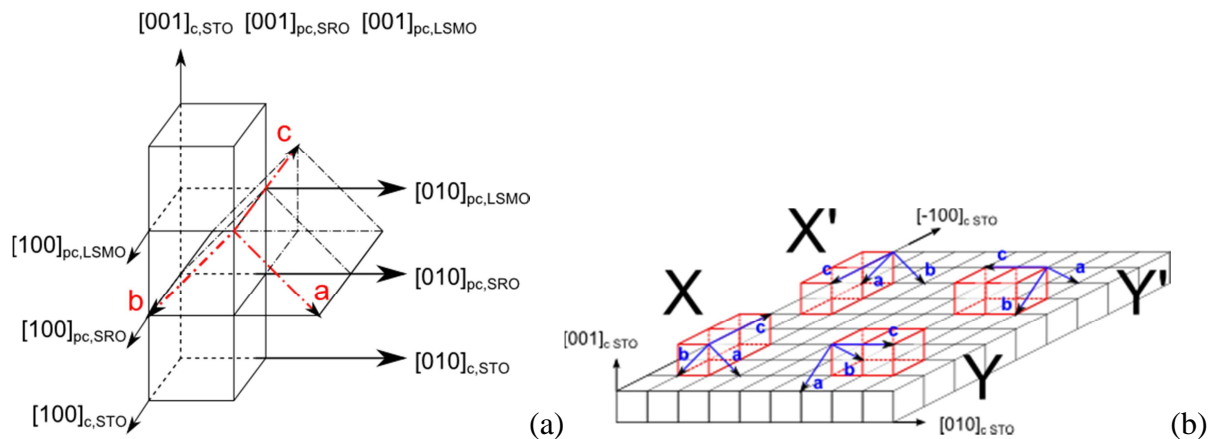 [001]c,STO [001]pc,SRO [001]pc,LSMO
c
[010]pc,LSMO
[100]pc,LSMO
[010]pc,SRO
b
a
[100]pc,SRO
[010]c,STO
[100]c,STO
(a)
[-100]c STO
X'
c
a
b
c
a
Y'
b
X
c
b
a
c
b
a
Y
[001]c STO
[010]c STO
(b)